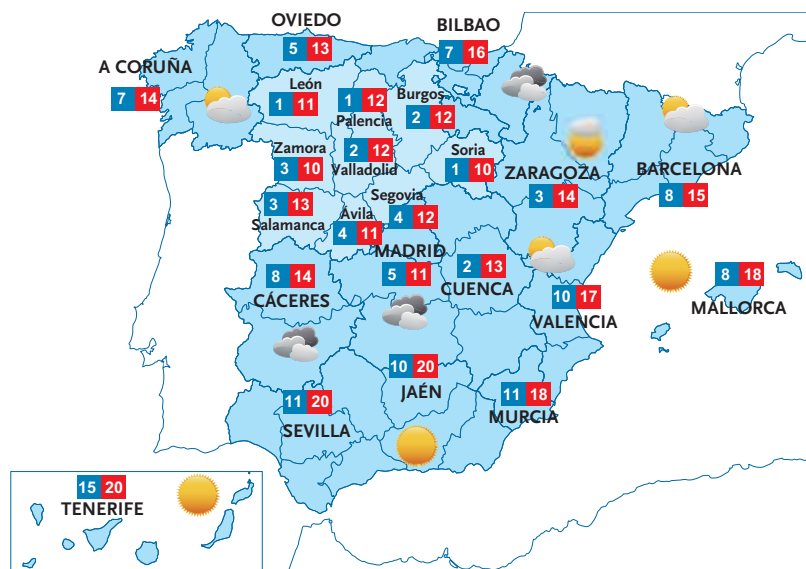 OVIEDO
5 13
BILBAO
7 16
A CORUÑA
7 14
León
1 11
1 12
Palencia
Burgos
2 12
Zamora
3 10
2 12
Valladolid
Soria
1 10
ZARAGOZA
3 14
BARCELONA
8 15
3 13
Salamanca
Ávila
4 11
Segovia
4 12
MADRID
5 11
2 13
CUENCA
8 14
CÁCERES
10 17
VALENCIA
8 18
MALLORCA
10 20
JAÉN
11 20
SEVILLA
11 18
MURCIA
15 20
TENERIFE